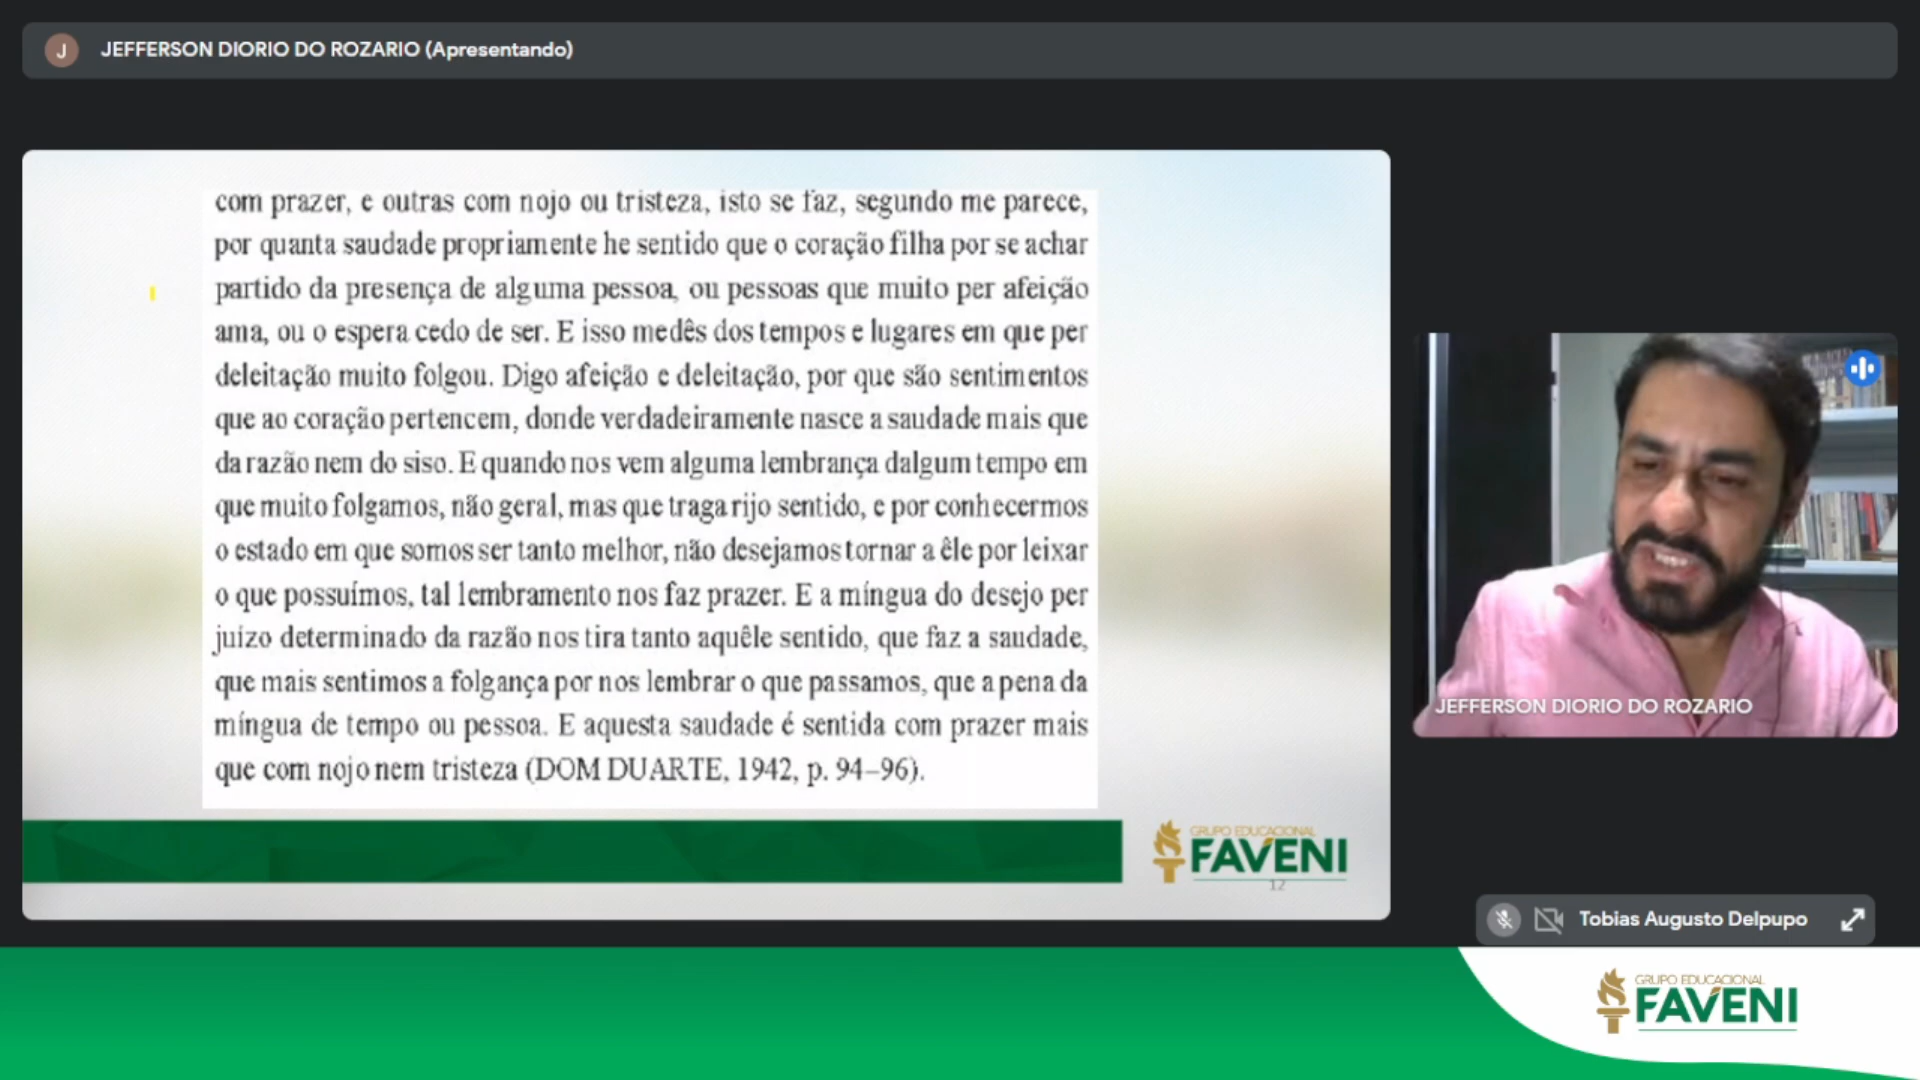 J JEFFERSON DIORIO DO ROZARIO (Apresentando)
com prazer, e outras com nojo ou tristeza, isto se faz, segundo me parece,
por quanta saudade propriamente he sentido que o coração filha por se achar
partido da presença de alguma pessoa, ou pessoas que muito per afeição
ama, ou o espera cedo de ser. E isso medês dos tempos e lugares em que per
deleitação muito folgou. Digo afeição e deleitação, por que são sentimentos
que ao coração pertencem, donde verdadeiramente nasce a saudade mais que
da razão nem do siso. E quando nos vem alguma lembrança dalgum tempo em
que muito folgamos, não geral, mas que traga rijo sentido, e por conhecermos
o estado em que somos ser tanto melhor, não desejamos tornar a êle por leixar
o que possuímos, tal lembramento nos faz prazer. E a míngua do desejo per
juízo determinado da razão nos tira tanto aquêle sentido, que faz a saudade,
que mais sentimos a folgança por nos lembrar o que passamos, que a pena da
míngua de tempo ou pessoa. E aquesta saudade é sentida com prazer mais
que com nojo nem tristeza (DOM DUARTE, 1942, p. 94–96).
GRUPO EDUCACIONAL
FAVENI
12
JEFFERSON DIORIO DO ROZARIO
Tobias Augusto Delpupo
GRUPO EDUCACIONAL
FAVENI